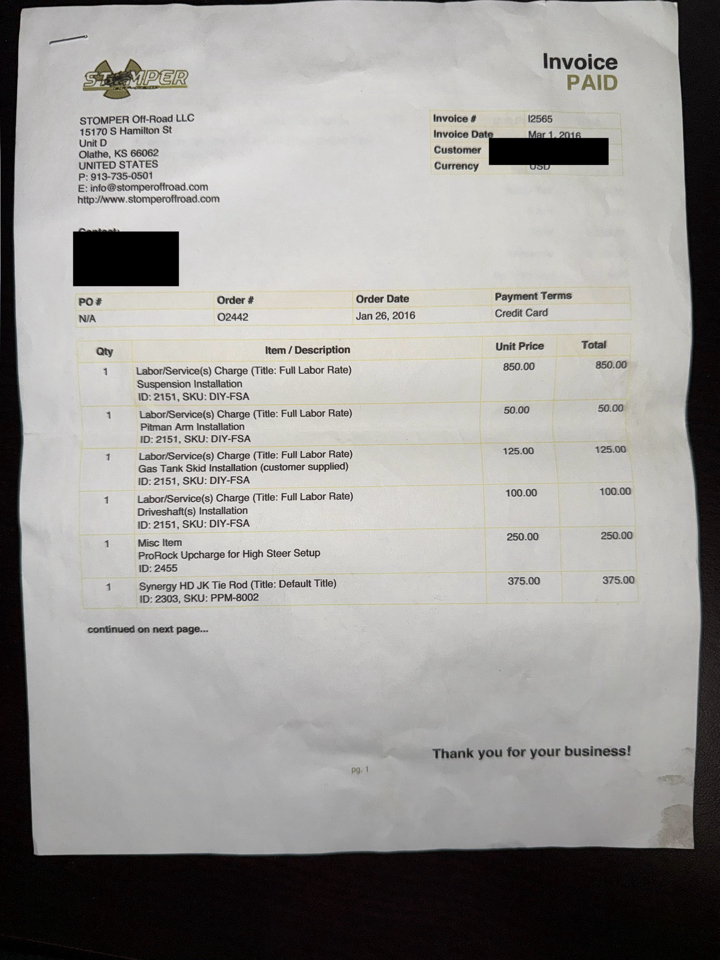 STOMPER
Invoice
PAID
STOMPER Off-Road LLC
15170 S Hamilton St
Unit D
Olathe, KS 66062
UNITED STATES
P: 913-735-0501
E: info@stomperoffroad.com
http://www.stomperoffroad.com
Invoice # I2565
Invoice Date Mar 1, 2016
Customer
Currency USD
Contact:
PO # Order # Order Date Payment Terms
N/A O2442 Jan 26, 2016 Credit Card
Qty Item / Description Unit Price Total
1 Labor/Service(s) Charge (Title: Full Labor Rate) 850.00 850.00
Suspension Installation
ID: 2151, SKU: DIY-FSA
1 Labor/Service(s) Charge (Title: Full Labor Rate) 50.00 50.00
Pitman Arm Installation
ID: 2151, SKU: DIY-FSA
1 Labor/Service(s) Charge (Title: Full Labor Rate) 125.00 125.00
Gas Tank Skid Installation (customer supplied)
ID: 2151, SKU: DIY-FSA
1 Labor/Service(s) Charge (Title: Full Labor Rate) 100.00 100.00
Driveshaft(s) Installation
ID: 2151, SKU: DIY-FSA
1 Misc Item 250.00 250.00
ProRock Upcharge for High Steer Setup
ID: 2455
1 Synergy HD JK Tie Rod (Title: Default Title) 375.00 375.00
ID: 2303, SKU: PPM-8002
continued on next page...
Thank you for your business!
pg. 1